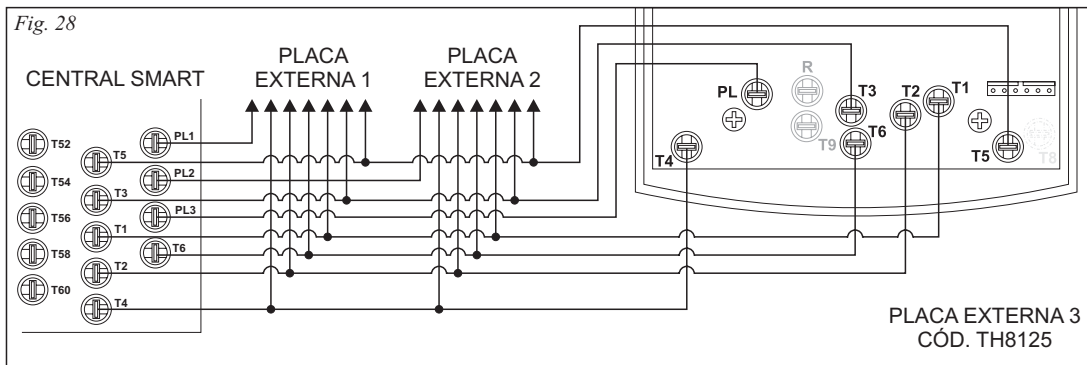 Fig. 28
CENTRAL SMART
PLACA
EXTERNA 1
PLACA
EXTERNA 2
T52
T54
T56
T58
T60
T5
T3
T1
T2
T4
PL1
PL2
PL3
T6
PL
R
T9
T3
T6
T2
T1
T4
T5
T8
PLACA EXTERNA 3
CÓD. TH8125